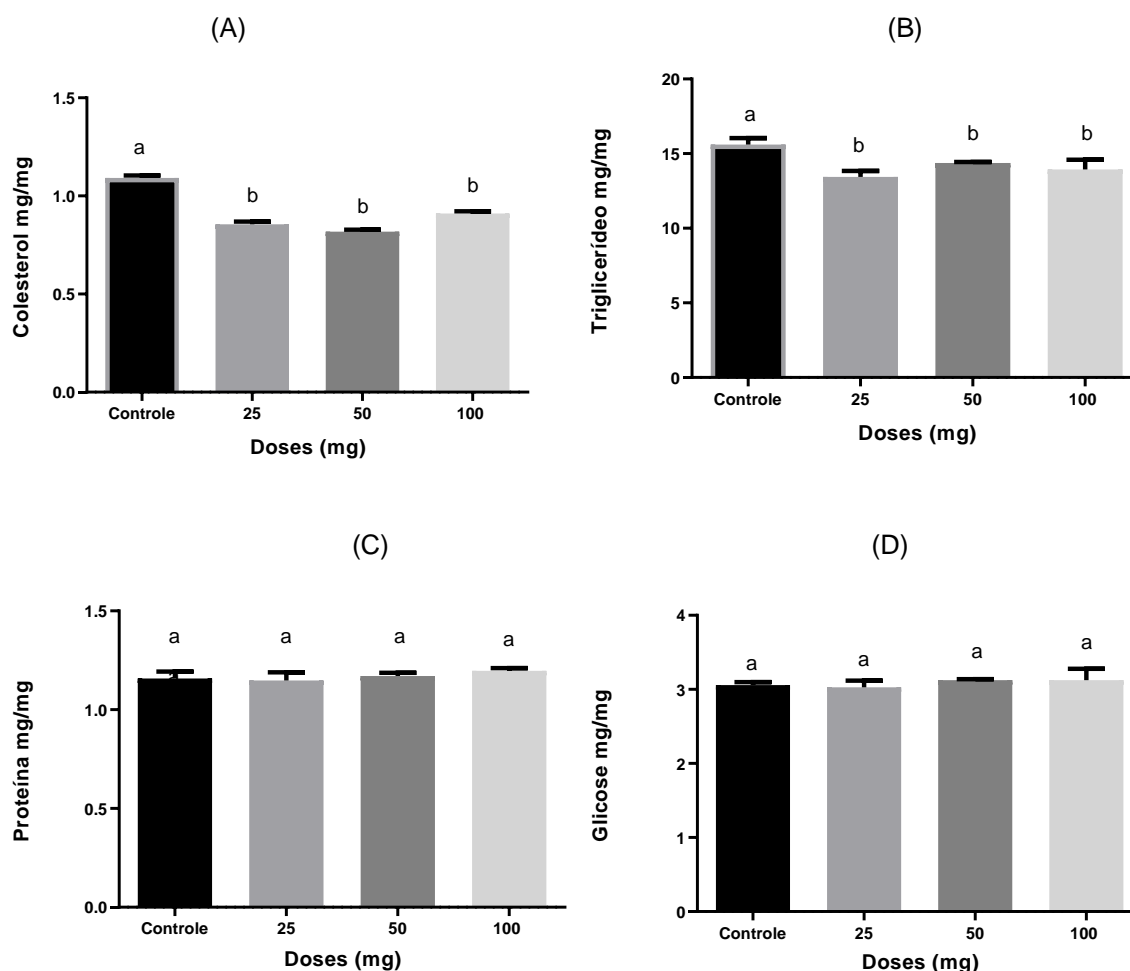 (A)
Colesterol mg/mg
1.5
1.0
0.5
0.0
a
b
b
b
Controle 25 50 100
Doses (mg)
(B)
Triglicerídeo mg/mg
20
15
10
5
0
a
b
b
b
Controle 25 50 100
Doses (mg)
(C)
Proteína mg/mg
1.5
1.0
0.5
0.0
a
a
a
a
Controle 25 50 100
Doses (mg)
(D)
Glicose mg/mg
4
3
2
1
0
a
a
a
a
Controle 25 50 100
Doses (mg)